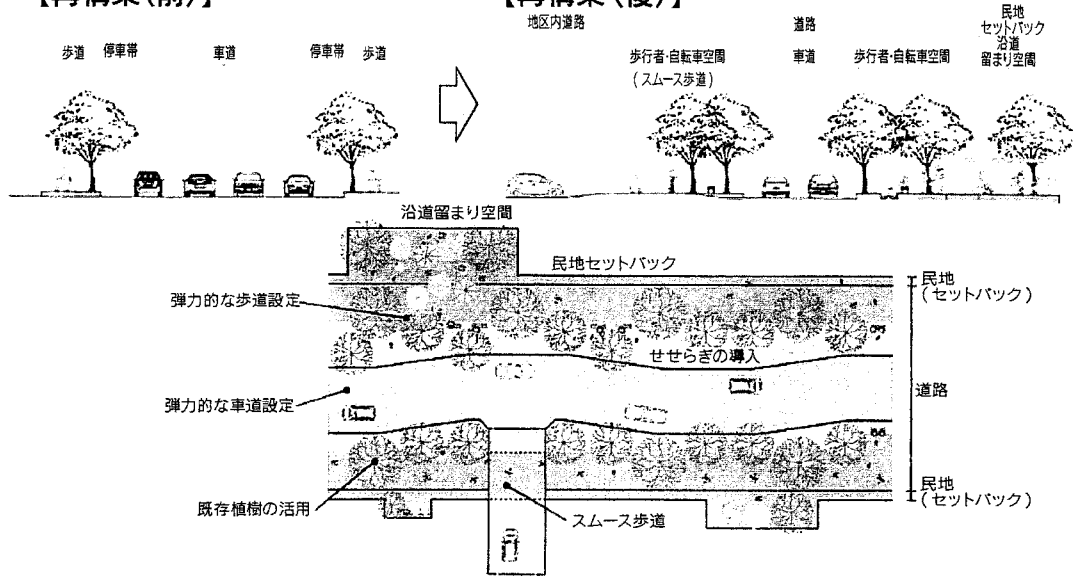 【再構築（前）】
【再構築（後）】
歩道
停車帯
車道
停車帯
歩道
地区内道路
歩行者・自転車空間
（スムース歩道）
道路
車道
歩行者・自転車空間
民地
セットバック
沿道
留まり空間
沿道留まり空間
民地セットバック
弾力的な歩道設定
せせらぎの導入
弾力的な車道設定
既存植樹の活用
スムース歩道
民地
（セットバック）
道路
民地
（セットバック）